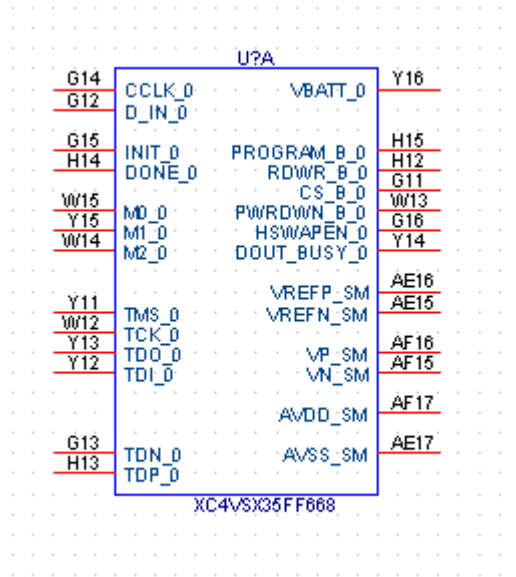 U?A
G14 CCLK_0 VBATT_0 Y16
G12 D_IN_0
G15 INIT_0 PROGRAM_B_0 H15
H14 DONE_0 RDWR_B_0 H12
CS_B_0 G11
W15 M0_0 PWRDWN_B_0 W13
Y15 M1_0 HSWAPEN_0 G16
W14 M2_0 DOUT_BUSY_0 Y14
VREFP_SM AE16
Y11 TMS_0 VREFN_SM AE15
W12 TCK_0
Y13 TDO_0 VP_SM AF16
Y12 TDI_0 VN_SM AF15
AVDD_SM AF17
G13 TDN_0 AVSS_SM AE17
H13 TDP_0
XC4VSX35FF668